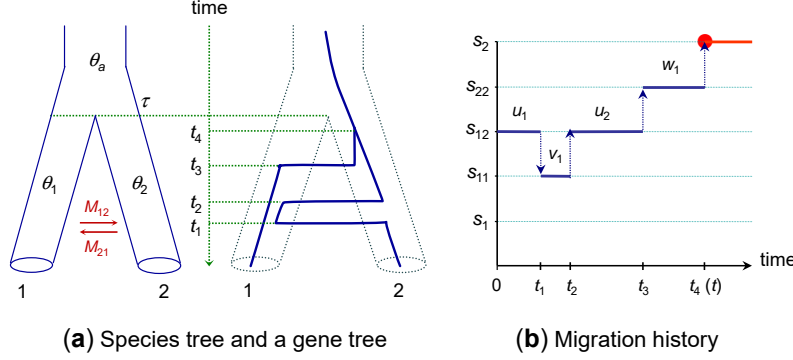 time
θa
τ
t4
t3
t2
t1
θ1
θ2
M12
M21
1
2
1
2
(a) Species tree and a gene tree
s2
s22
s12
s11
s1
w1
u1
u2
v1
time
0
t1
t2
t3
t4 (t)
(b) Migration history